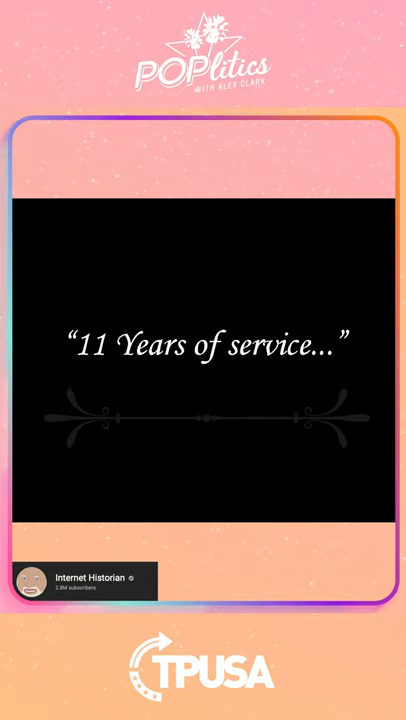 POPlitics
WITH ALEX CLARK
“11 Years of service...”
Internet Historian
2.8M subscribers
TPUSA